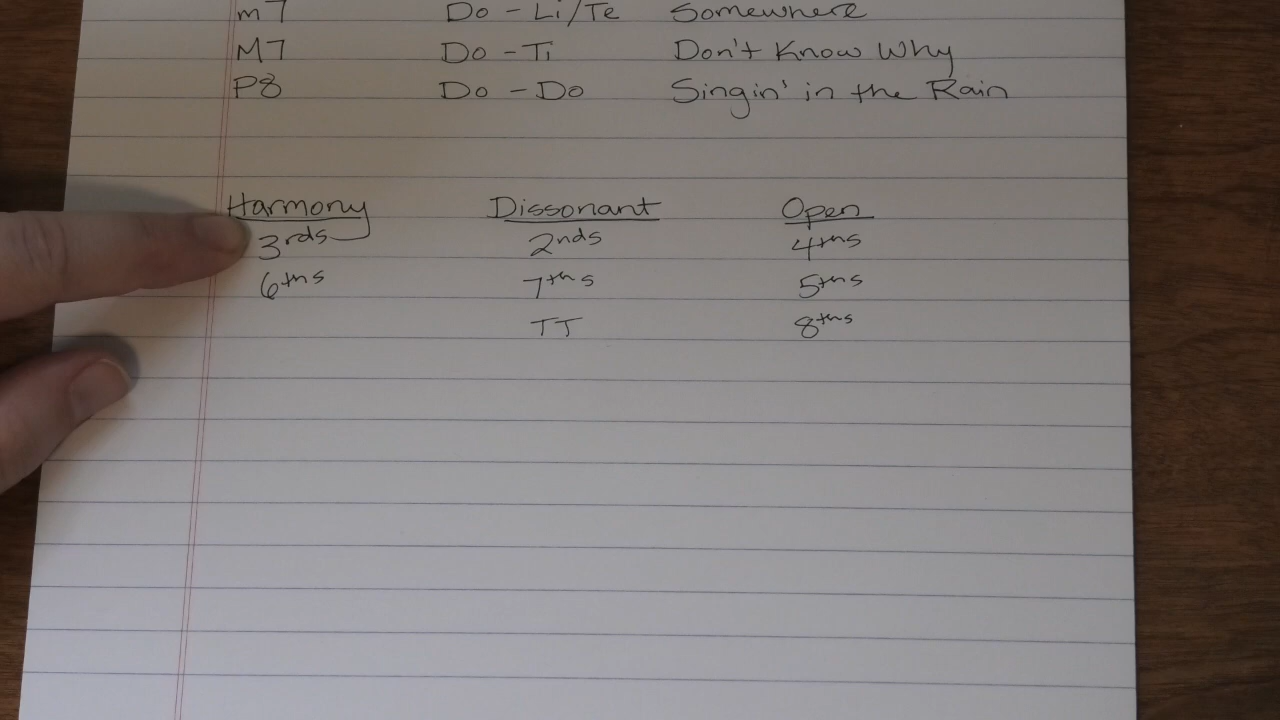 m7 Do - Li/Te Somewhere
M7 Do - Ti Don't Know Why
P8 Do - Do Singin' in the Rain
Harmony Dissonant Open
3rds 2nds 4ths
6ths 7ths 5ths
TT 8ths